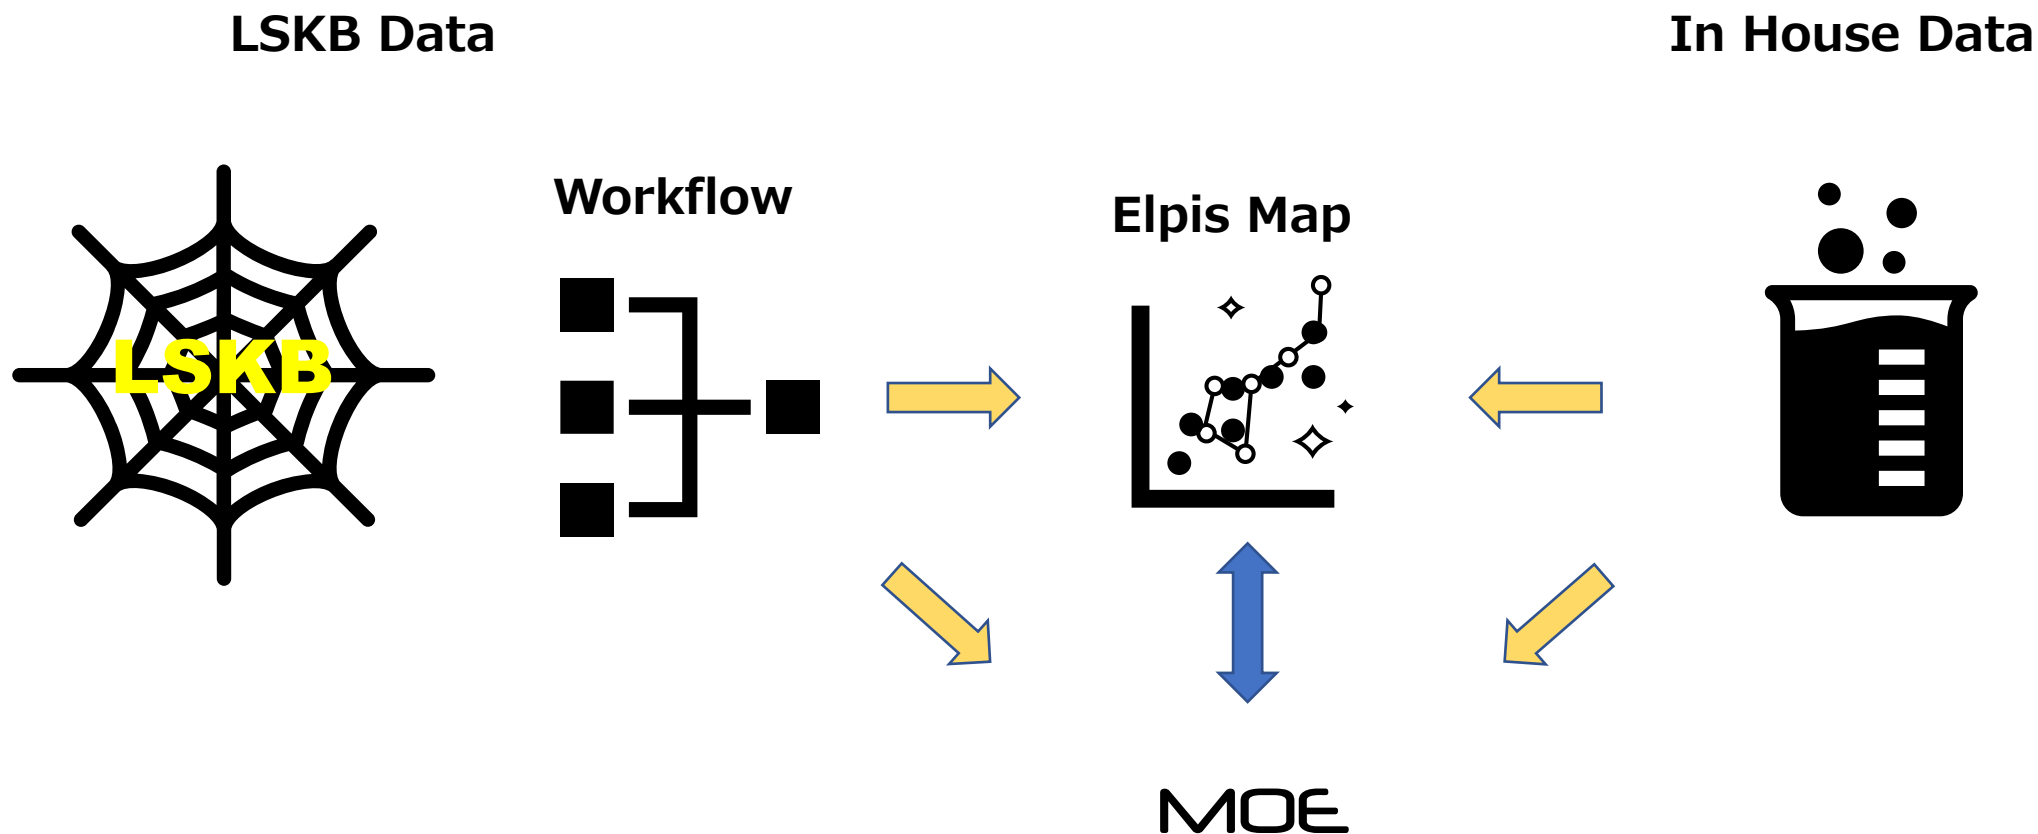 LSKB Data
In House Data
Workflow
Elpis Map
LSKB
MOE